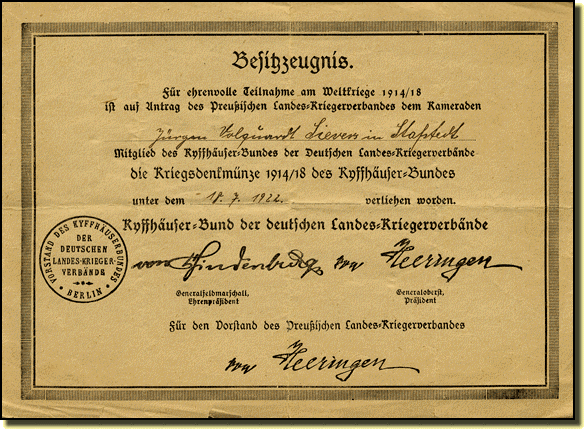 Besitzzeugnis.
Für ehrenvolle Teilnahme am Weltkriege 1914/18
ist auf Antrag des Preußischen Landes-Kriegerverbandes dem Kameraden
Jürgen Volquardt Sievers in Stafstedt
Mitglied des Kyffhäuser-Bundes der Deutschen Landes-Kriegerverbände
die Kriegsdenkmünze 1914/18 des Kyffhäuser-Bundes
unter dem 18. 7. 1922. verliehen worden.
Kyffhäuser-Bund der deutschen Landes-Kriegerverbände
VORSTAND DES KYFFHÄUSERBUNDES
DER
DEUTSCHEN
LANDES-KRIEGER-
VERBÄNDE
BERLIN
von Hindenburg von Heeringen
Generalfeldmarschall, Generaloberst,
Ehrenpräsident Präsident
Für den Vorstand des Preußischen Landes-Kriegerverbandes
von Heeringen